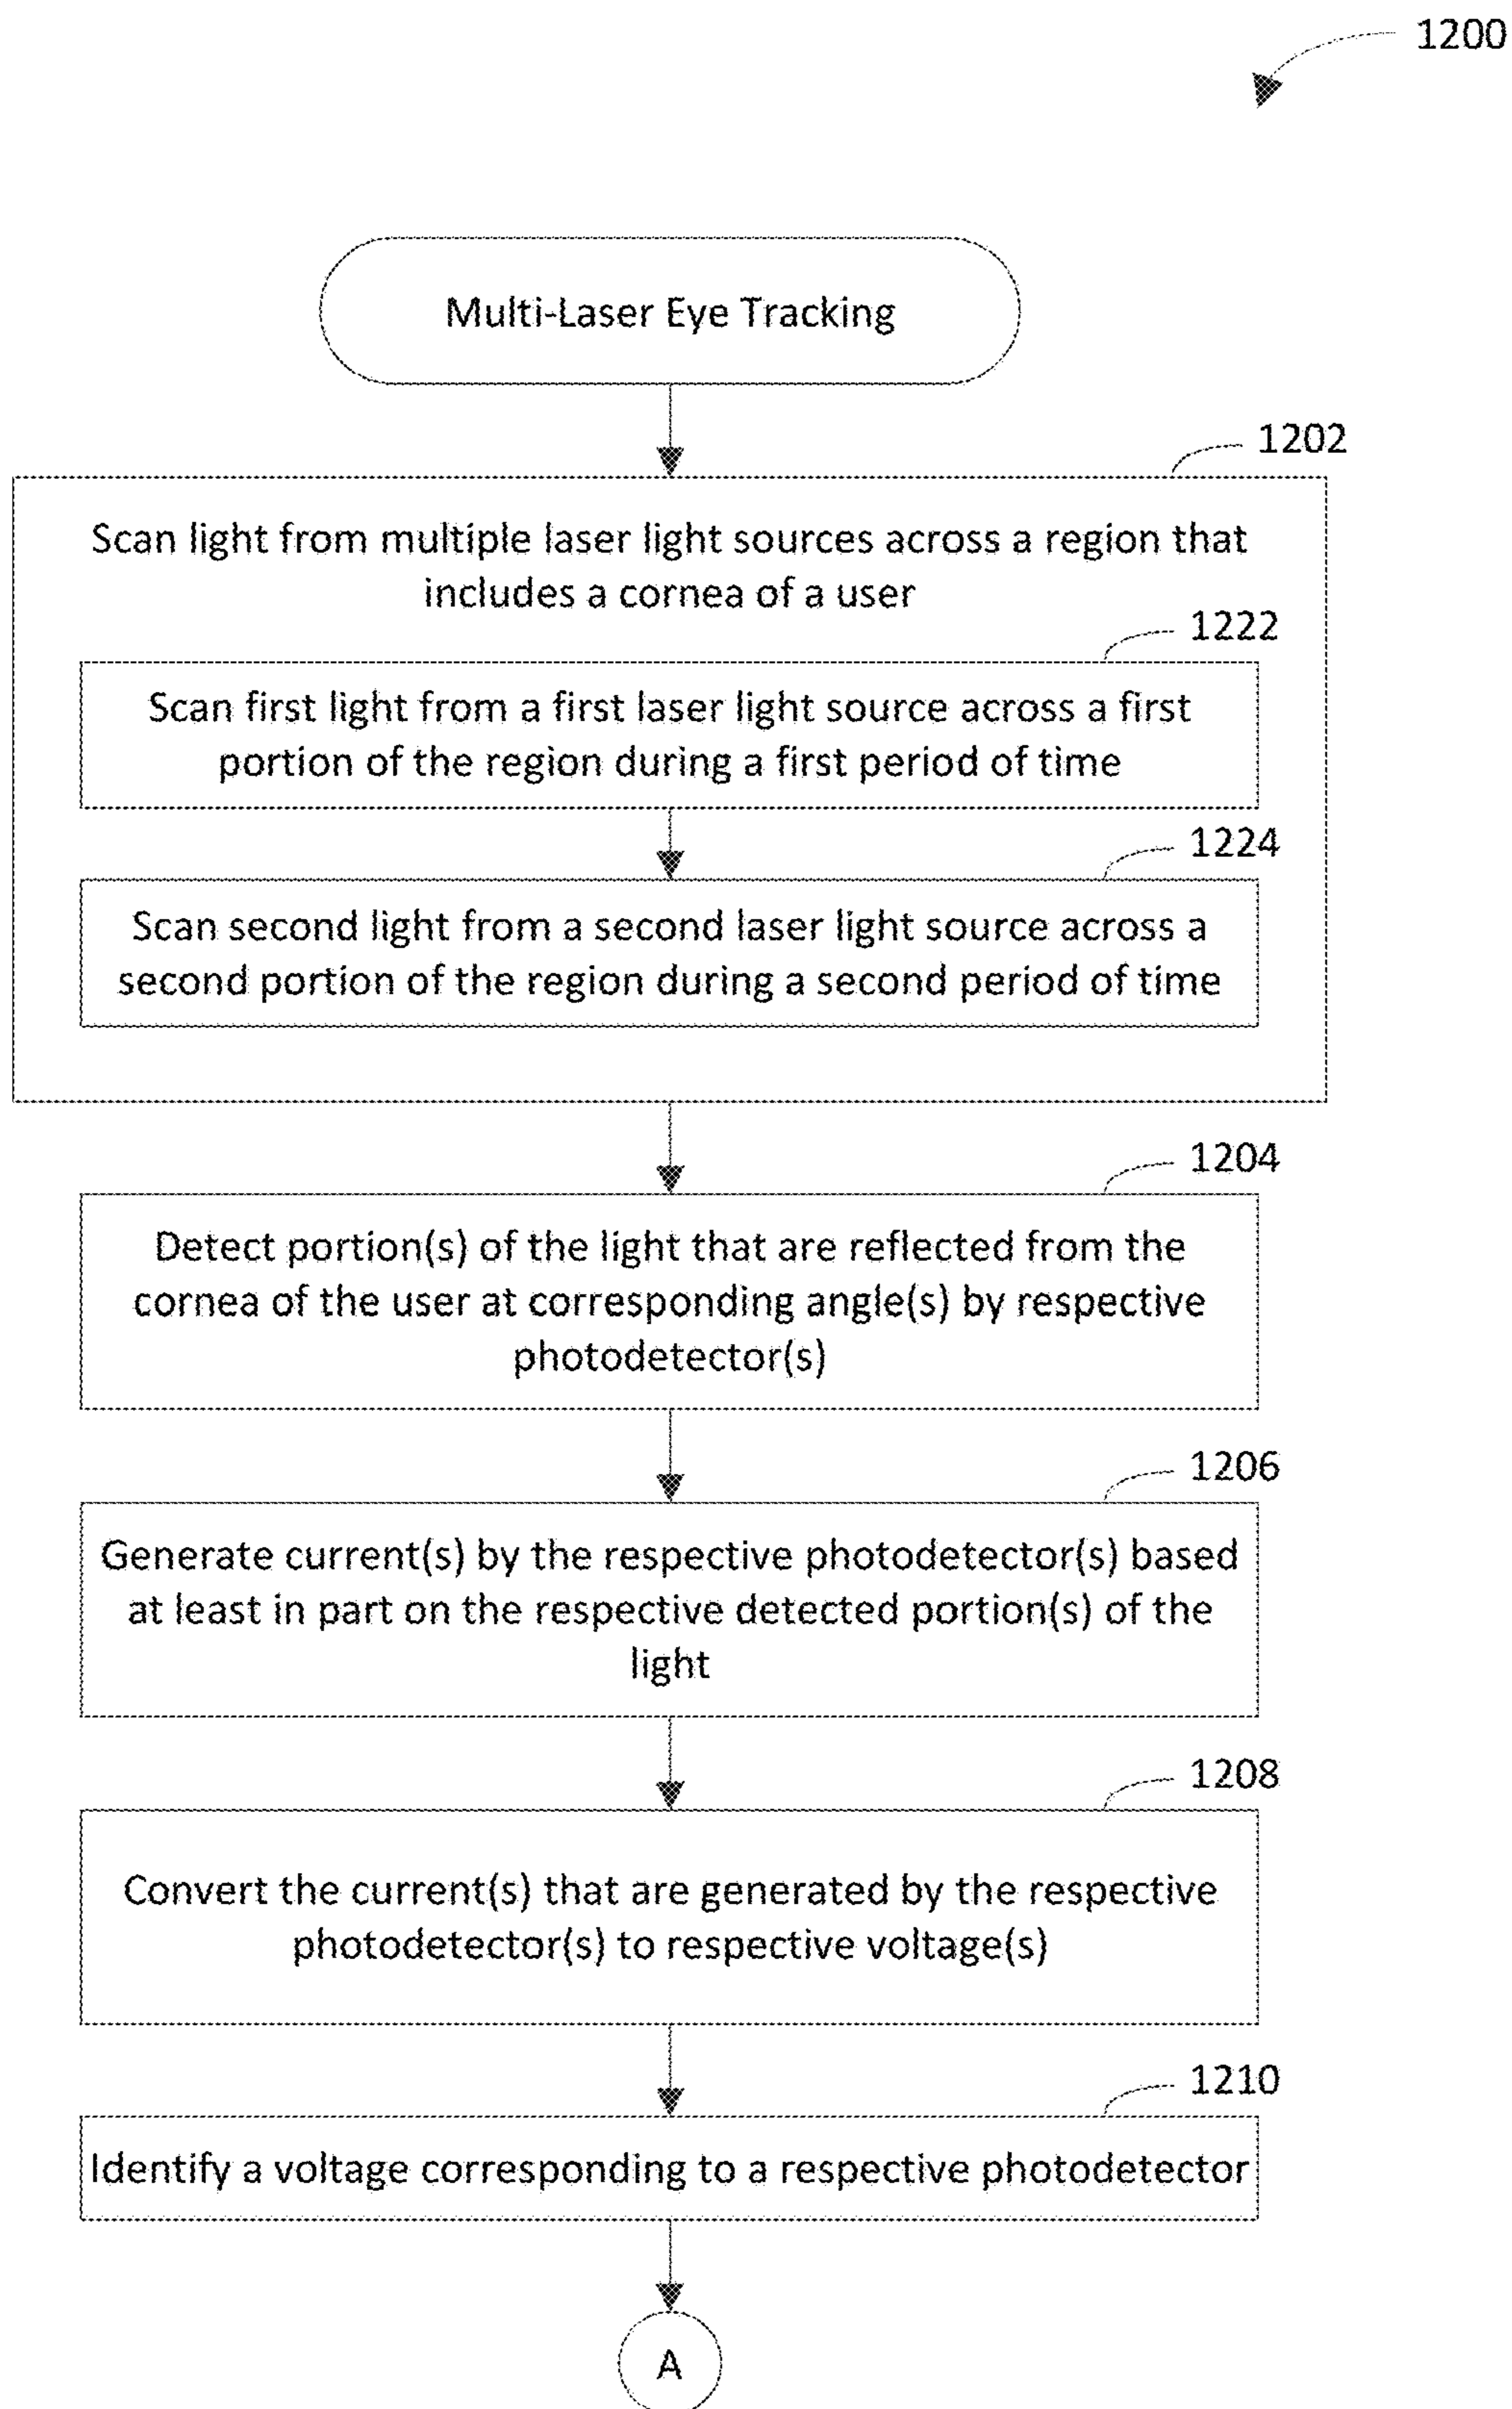 1200
Multi-Laser Eye Tracking
1202
Scan light from multiple laser light sources across a region that
includes a cornea of a user
1222
Scan first light from a first laser light source across a first
portion of the region during a first period of time
1224
Scan second light from a second laser light source across a
second portion of the region during a second period of time
1204
Detect portion(s) of the light that are reflected from the
cornea of the user at corresponding angle(s) by respective
photodetector(s)
1206
Generate current(s) by the respective photodetector(s) based
at least in part on the respective detected portion(s) of the
light
1208
Convert the current(s) that are generated by the respective
photodetector(s) to respective voltage(s)
1210
Identify a voltage corresponding to a respective photodetector
A